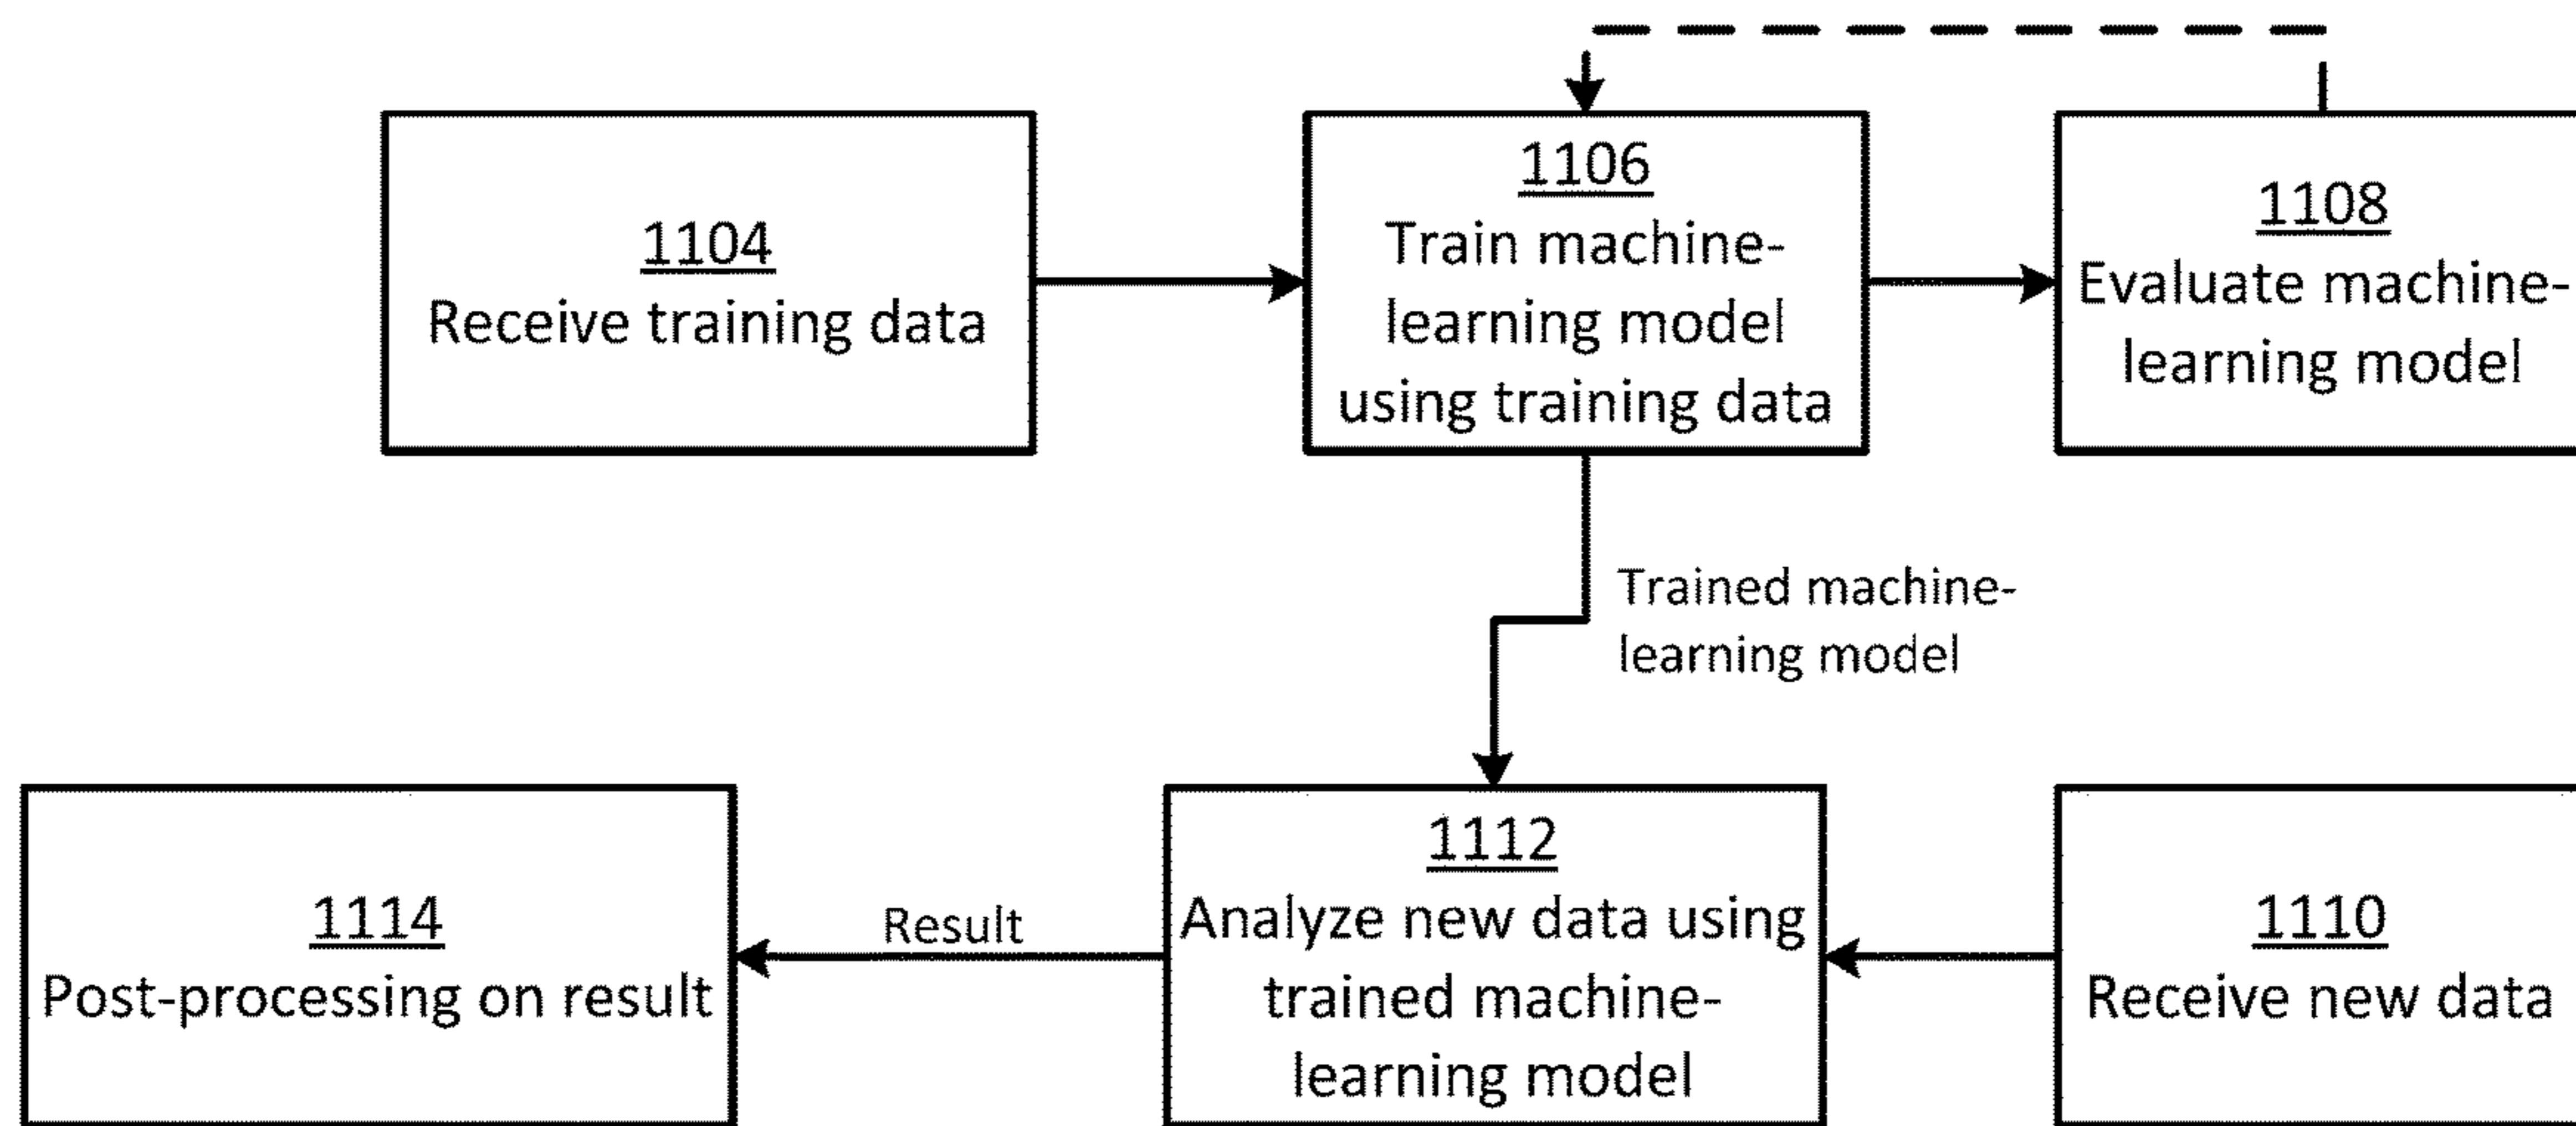 1104
Receive training data
1106
Train machine-
learning model
using training data
1108
Evaluate machine-
learning model
Trained machine-
learning model
1114
Post-processing on result
Result
1112
Analyze new data using
trained machine-
learning model
1110
Receive new data